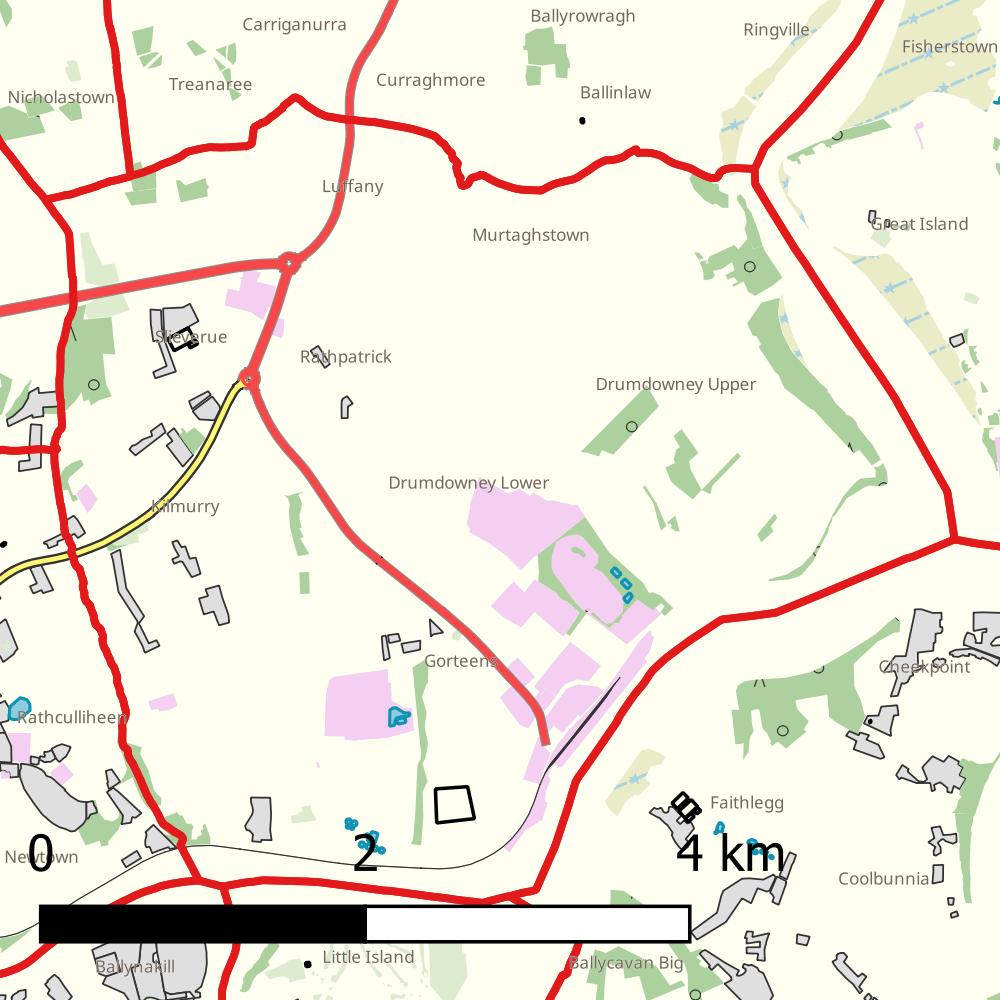 Ballyrowragh
Carriganurra
Ringville
Fisherstown
Curraghmore
Treanaree
Ballinlaw
Nicholastown
Luffany
Great Island
Murtaghstown
Slieverue
Rathpatrick
Drumdowney Upper
Drumdowney Lower
Kilmurry
Gorteens
Cheekpoint
Rathculliheen
Faithlegg
0 2 4 km
Newtown
Coolbunnia
Little Island
Ballycavan Big
Ballynakill